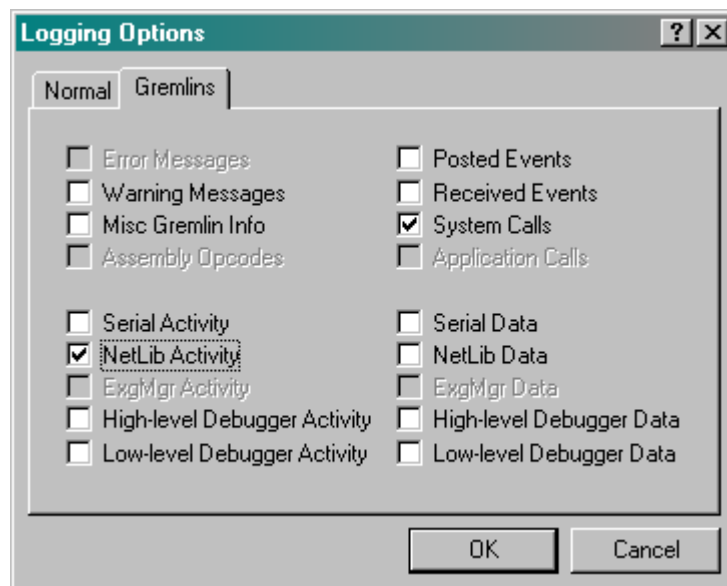 Logging Options
Normal
Gremlins
Error Messages
Warning Messages
Misc Gremlin Info
Assembly Opcodes
Posted Events
Received Events
System Calls
Application Calls
Serial Activity
NetLib Activity
ExgMgr Activity
High-level Debugger Activity
Low-level Debugger Activity
Serial Data
NetLib Data
ExgMgr Data
High-level Debugger Data
Low-level Debugger Data
OK
Cancel